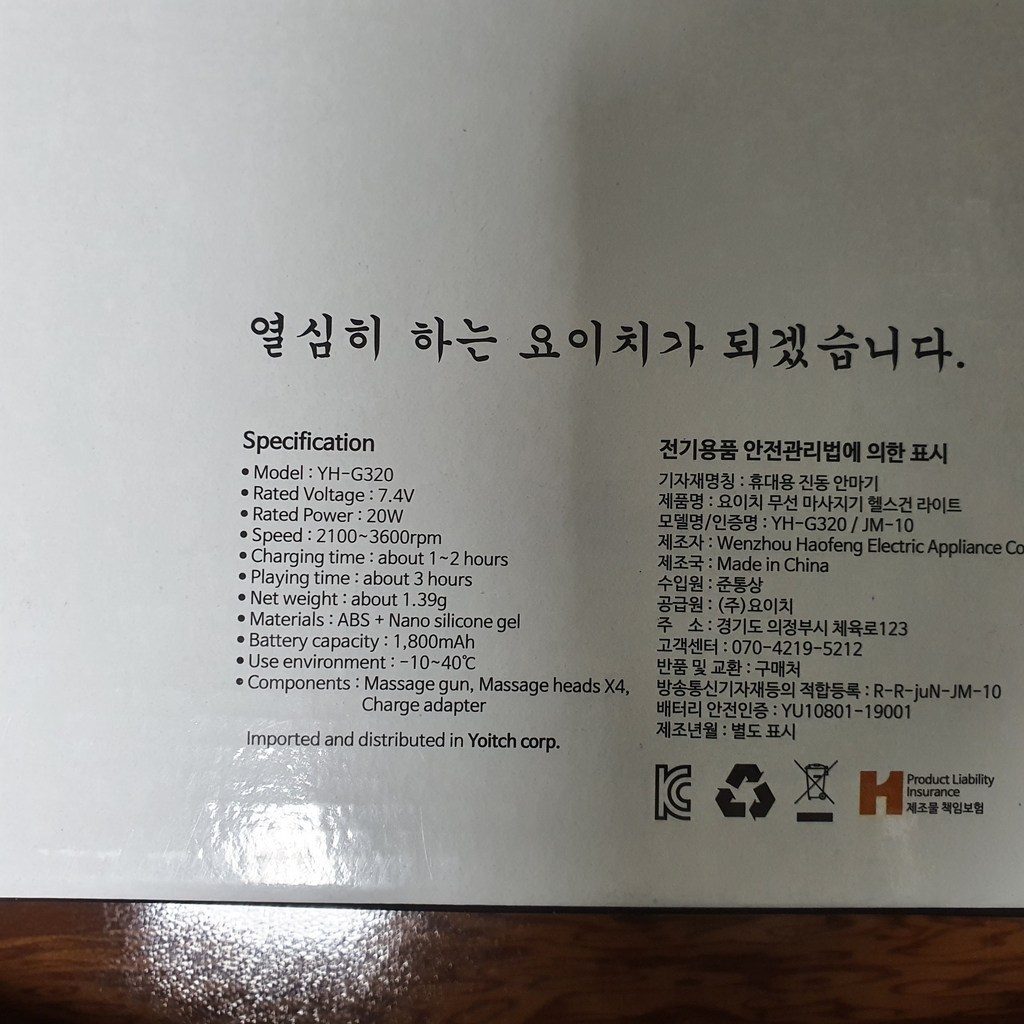 열심히 하는 요이치가 되겠습니다.
Specification
• Model : YH-G320
• Rated Voltage : 7.4V
• Rated Power : 20W
• Speed : 2100~3600rpm
• Charging time : about 1~2 hours
• Playing time : about 3 hours
• Net weight : about 1.39g
• Materials : ABS + Nano silicone gel
• Battery capacity : 1,800mAh
• Use environment : -10~40℃
• Components : Massage gun, Massage heads X4,
Charge adapter
Imported and distributed in Yoitch corp.
전기용품 안전관리법에 의한 표시
기자재명칭 : 휴대용 진동 안마기
제품명 : 요이치 무선 마사지기 헬스건 라이트
모델명/인증명 : YH-G320 / JM-10
제조자 : Wenzhou Haofeng Electric Appliance Co
제조국 : Made in China
수입원 : 준통상
공급원 : (주)요이치
주 소 : 경기도 의정부시 체육로123
고객센터 : 070-4219-5212
반품 및 교환 : 구매처
방송통신기자재등의 적합등록 : R-R-juN-JM-10
배터리 안전인증 : YU10801-19001
제조년월 : 별도 표시
Product Liability
Insurance
제조물 책임보험